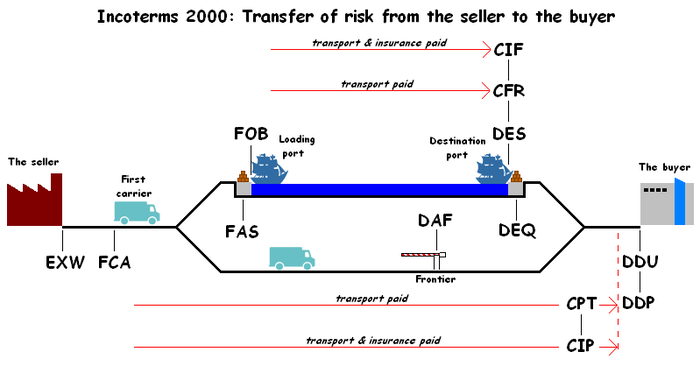 Incoterms 2000: Transfer of risk from the seller to the buyer
transport & insurance paid
CIF
transport paid
CFR
FOB
Loading
port
Destination
port
DES
The seller
First
carrier
The buyer
FAS
DAF
DEQ
EXW
FCA
Frontier
DDU
transport paid
CPT
DDP
transport & insurance paid
CIP